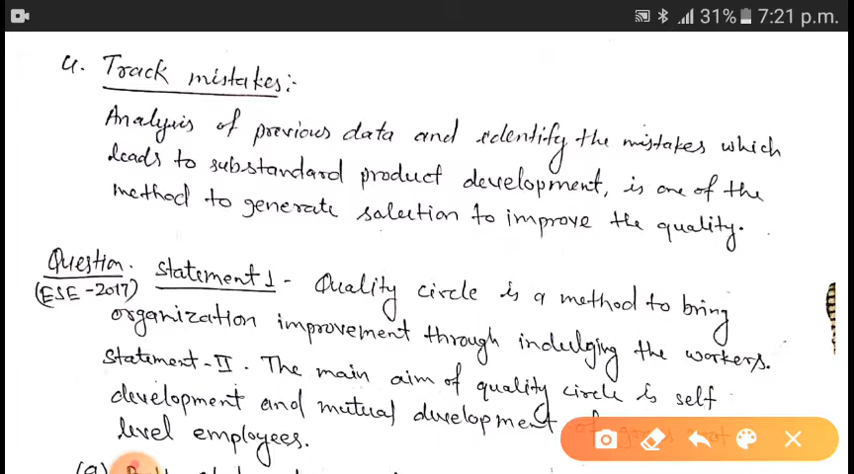 31% 7:21 p.m.
4. Track mistakes:-
Analysis of previous data and identify the mistakes which
leads to substandard product development, is one of the
method to generate salution to improve the quality.
Question. Statement 1 - Quality circle is a method to bring
(ESE-2017) organization improvement through indulging the workers.
Statement-II. The main aim of quality circle is self
development and mutual development of
level employees.
(a)